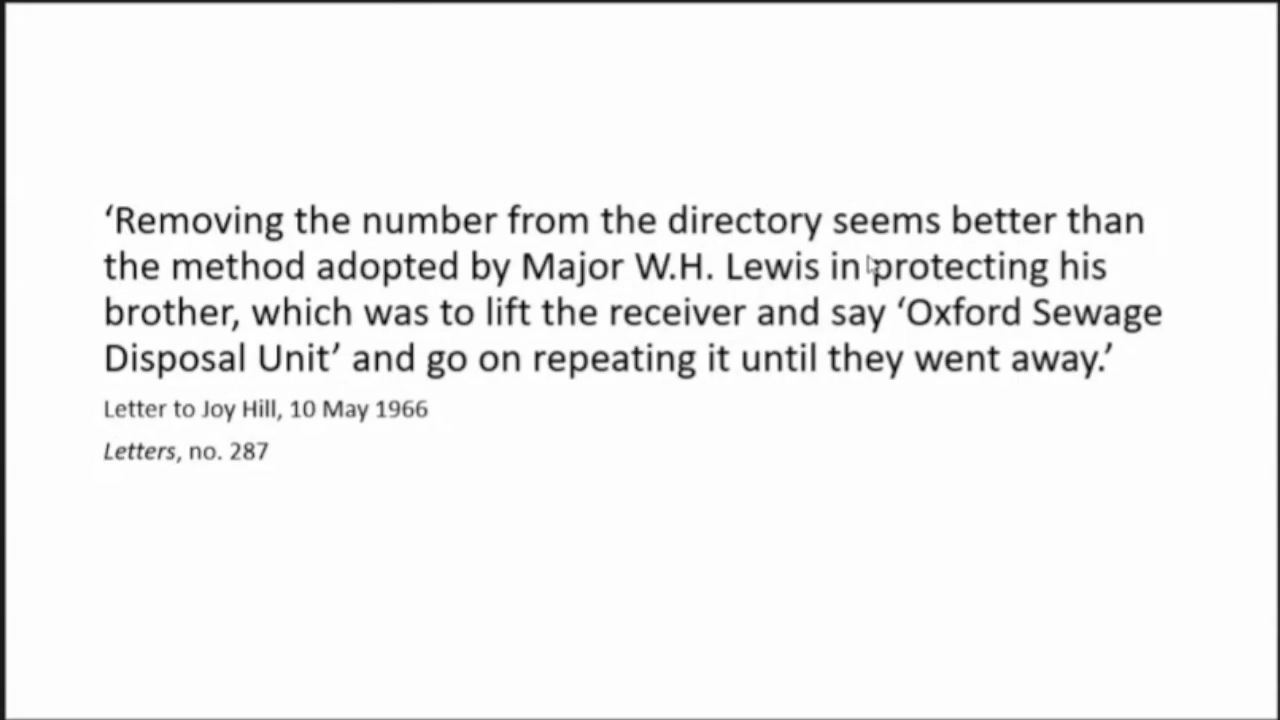 ‘Removing the number from the directory seems better than
the method adopted by Major W.H. Lewis in protecting his
brother, which was to lift the receiver and say ‘Oxford Sewage
Disposal Unit’ and go on repeating it until they went away.’
Letter to Joy Hill, 10 May 1966
Letters, no. 287